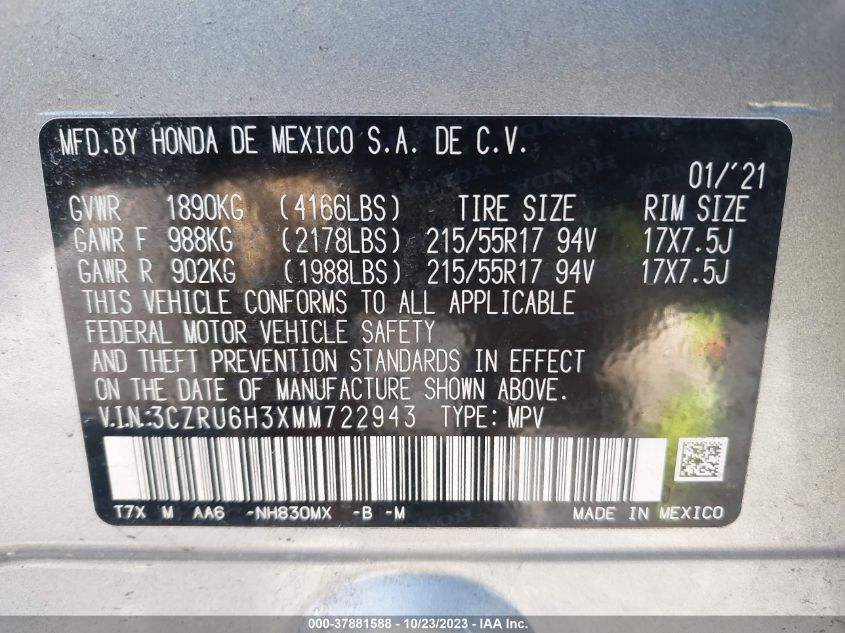 MFD.BY HONDA DE MEXICO S.A. DE C.V.
01/'21
GVWR 1890KG (4166LBS) TIRE SIZE RIM SIZE
GAWR F 988KG (2178LBS) 215/55R17 94V 17X7.5J
GAWR R 902KG (1988LBS) 215/55R17 94V 17X7.5J
THIS VEHICLE CONFORMS TO ALL APPLICABLE
FEDERAL MOTOR VEHICLE SAFETY
AND THEFT PREVENTION STANDARDS IN EFFECT
ON THE DATE OF MANUFACTURE SHOWN ABOVE.
V.I.N:3CZRU6H3XMM722943 TYPE: MPV
T7X M AA6 -NH830MX -B -M MADE IN MEXICO
000-37881588 | 10/23/2023 | IAA Inc.